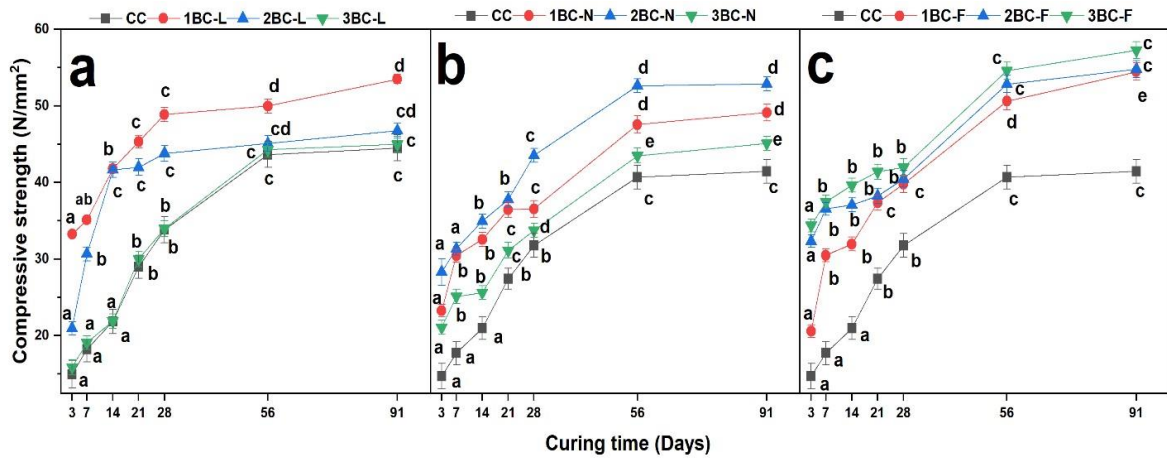 CC 1BC-L 2BC-L 3BC-L
CC 1BC-N 2BC-N 3BC-N
CC 1BC-F 2BC-F 3BC-F
Compressive strength (N/mm²)
60
50
40
30
20
a
a ab b c c d d
c c cd cd
a b
a a a b b c c
a a b b c c
3 7 14 21 28 56 91
b
a b b c d d
d d
a b b c d e e
a a a b b c c
3 7 14 21 28 56 91
c
a b b b b c c
c c
a b b b c d e
a a a b b c c
3 7 14 21 28 56 91
Curing time (Days)